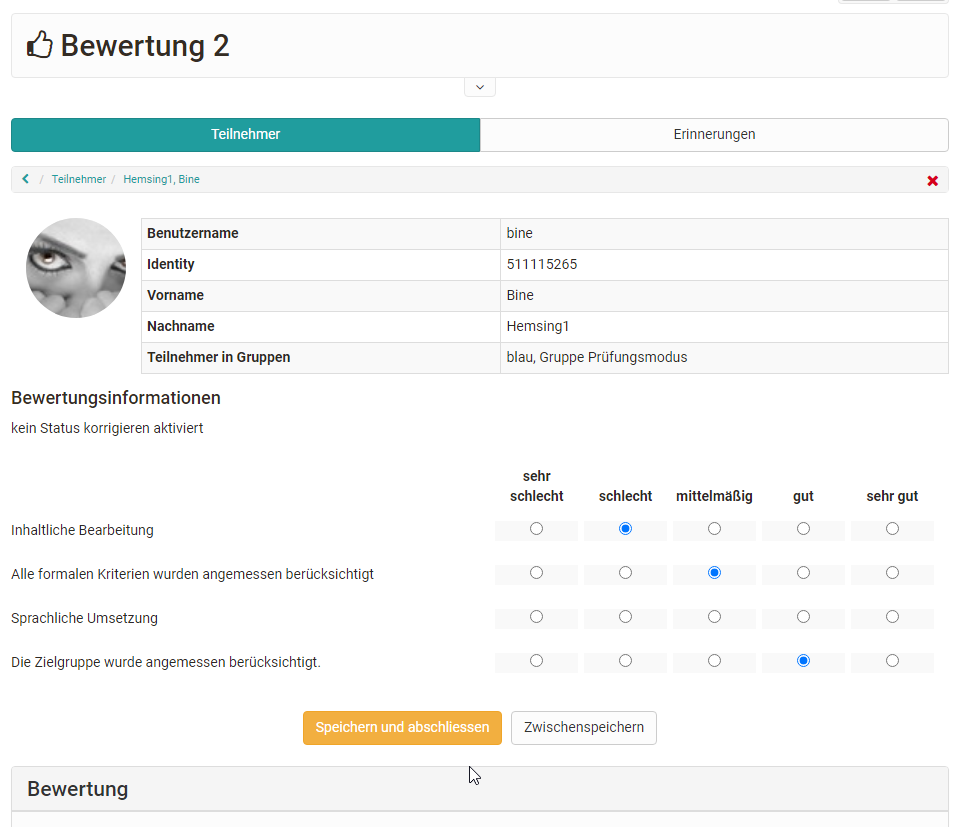 Bewertung 2
Teilnehmer Erinnerungen
/ Teilnehmer / Hemsing1, Bine
Benutzername bine
Identity 511115265
Vorname Bine
Nachname Hemsing1
Teilnehmer in Gruppen blau, Gruppe Prüfungsmodus
Bewertungsinformationen
kein Status korrigieren aktiviert
sehr
schlecht schlecht mittelmäßig gut sehr gut
Inhaltliche Bearbeitung
Alle formalen Kriterien wurden angemessen berücksichtigt
Sprachliche Umsetzung
Die Zielgruppe wurde angemessen berücksichtigt.
Speichern und abschliessen Zwischenspeichern
Bewertung